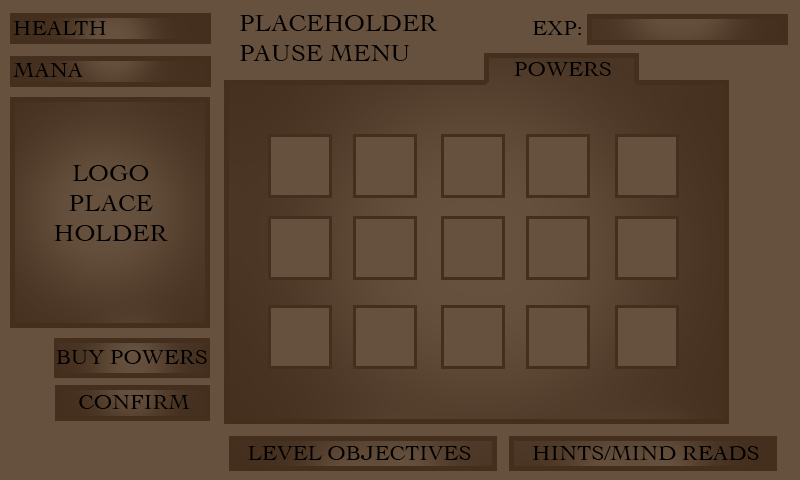 HEALTH
MANA
PLACEHOLDER
PAUSE MENU
EXP:
POWERS
LOGO
PLACE
HOLDER
BUY POWERS
CONFIRM
LEVEL OBJECTIVES
HINTS/MIND READS